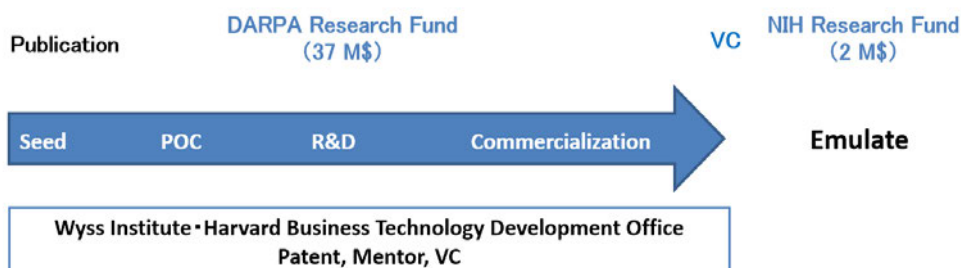 Publication
DARPA Research Fund
(37 M$)
VC
NIH Research Fund
(2 M$)
Seed POC R&D Commercialization
Emulate
Wyss Institute・Harvard Business Technology Development Office
Patent, Mentor, VC